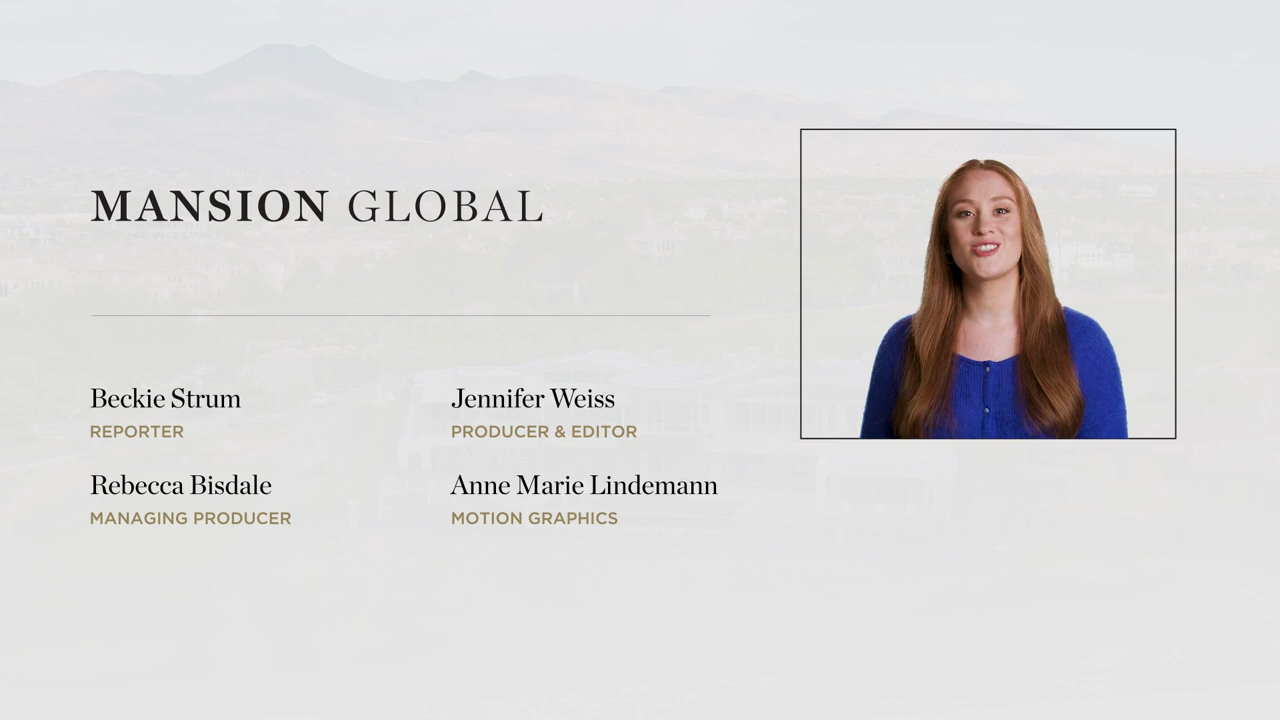 MANSION GLOBAL
Beckie Strum
REPORTER
Jennifer Weiss
PRODUCER & EDITOR
Rebecca Bisdale
MANAGING PRODUCER
Anne Marie Lindemann
MOTION GRAPHICS